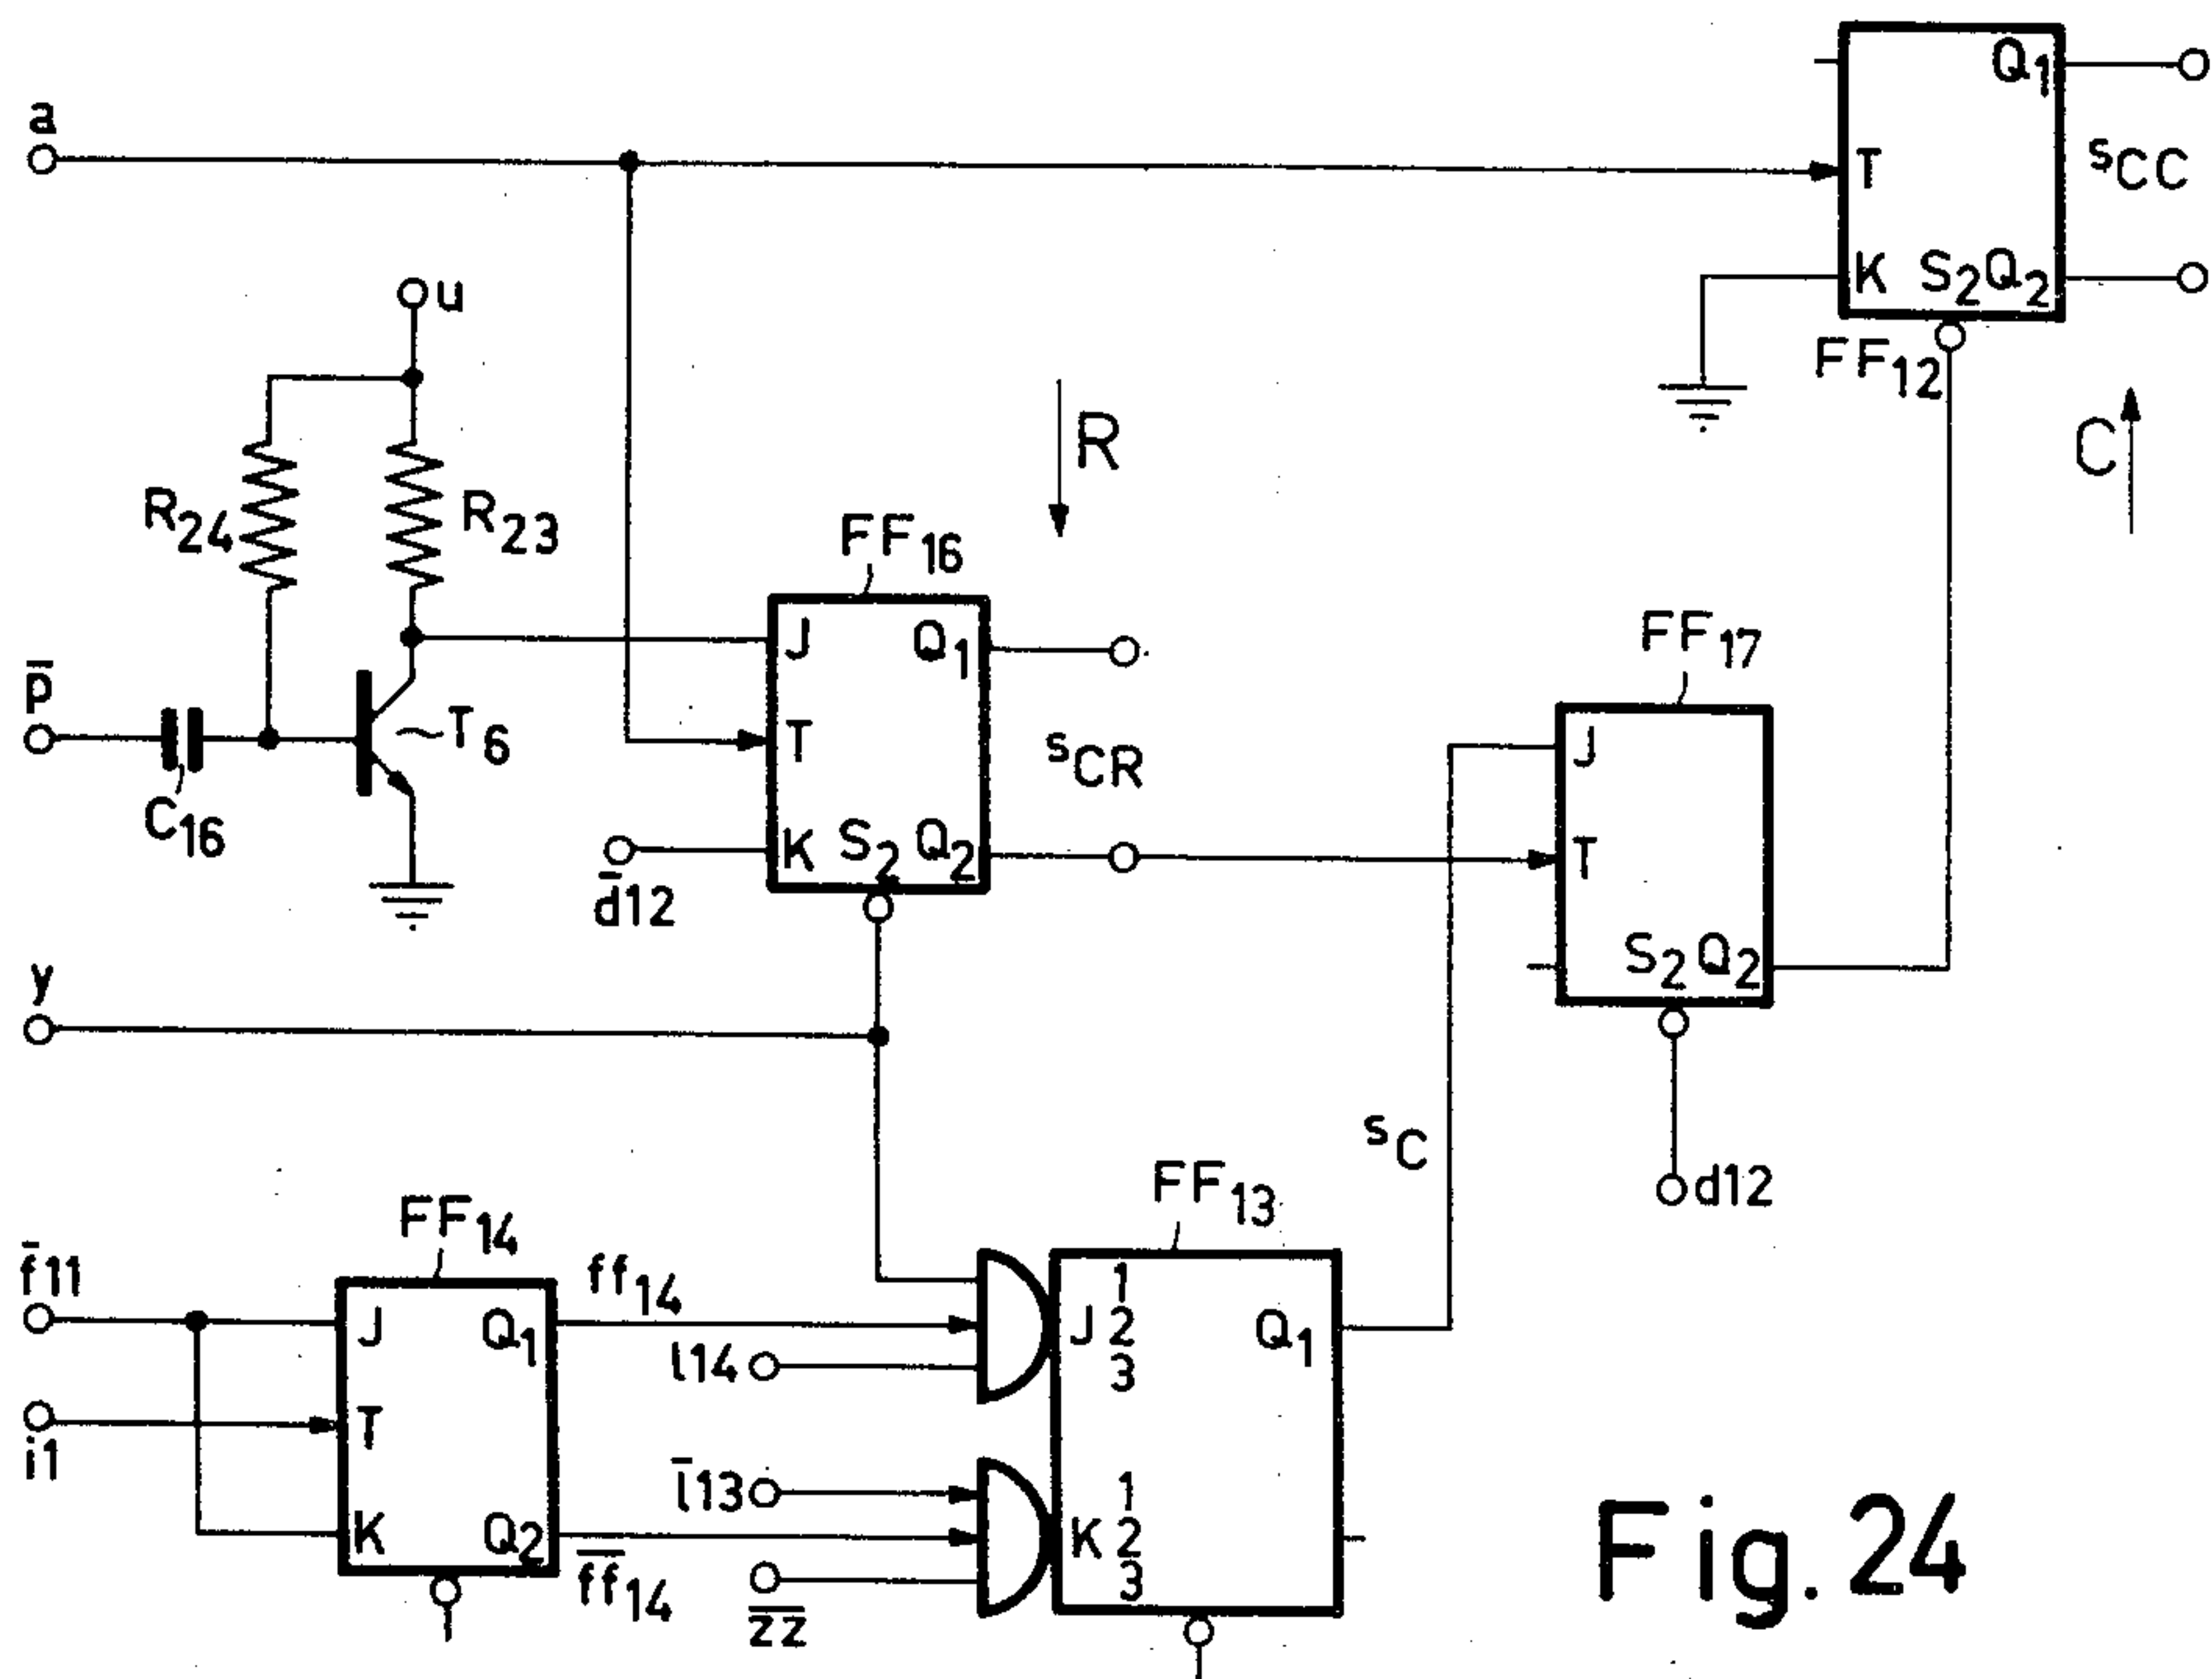 a
Q1
T
sCC
K S2 Q2
FF12
C
u
R24
R23
R
FF16
J Q1
p̅
T6
T
sCR
C16
K S2 Q2
d̅12
FF17
J
T
S2 Q2
y
sC
d12
FF14
FF13
f̅11
J Q1
ff14
l14
J 1 2 3
Q1
i1
T
l̅13
K 1 2 3
K Q2
f̅f̅14
z̅z̅
Fig. 24